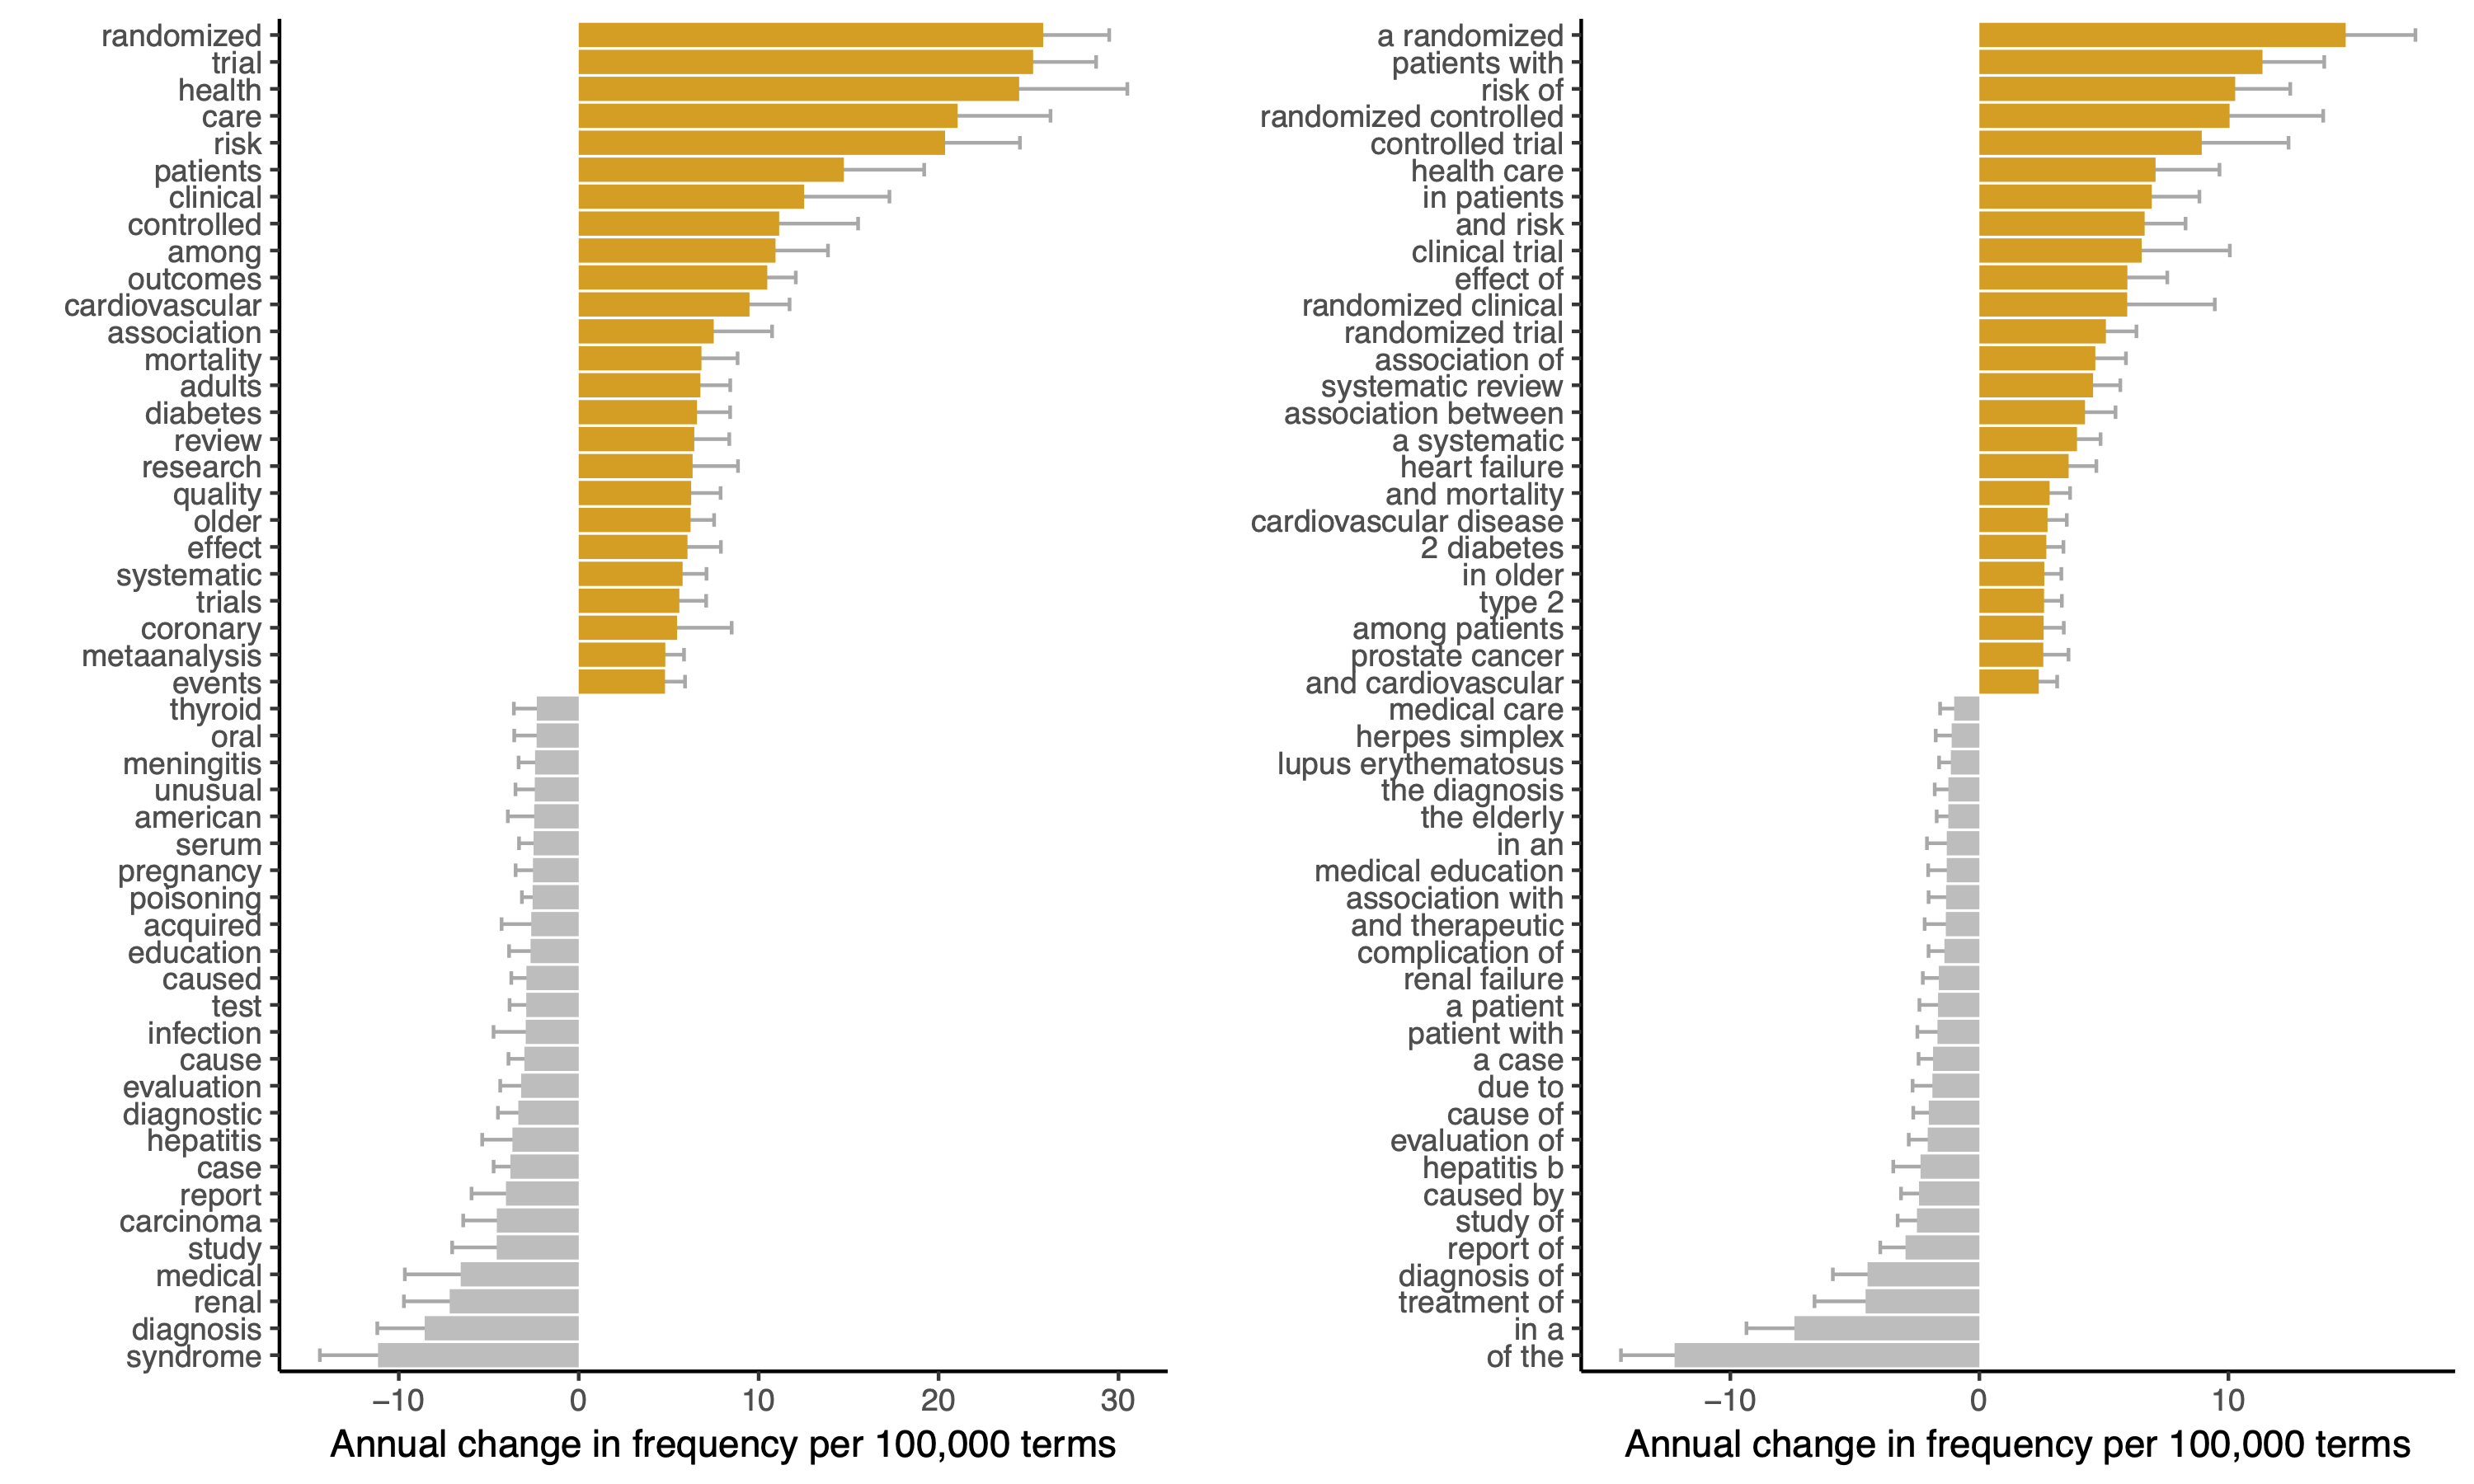 randomized
trial
health
care
risk
patients
clinical
controlled
among
outcomes
cardiovascular
association
mortality
adults
diabetes
review
research
quality
older
effect
systematic
trials
coronary
metaanalysis
events
thyroid
oral
meningitis
unusual
american
serum
pregnancy
poisoning
acquired
education
caused
test
infection
cause
evaluation
diagnostic
hepatitis
case
report
carcinoma
study
medical
renal
diagnosis
syndrome
−10 0 10 20 30
Annual change in frequency per 100,000 terms
a randomized
patients with
risk of
randomized controlled
controlled trial
health care
in patients
and risk
clinical trial
effect of
randomized clinical
randomized trial
association of
systematic review
association between
a systematic
heart failure
and mortality
cardiovascular disease
2 diabetes
in older
type 2
among patients
prostate cancer
and cardiovascular
medical care
herpes simplex
lupus erythematosus
the diagnosis
the elderly
in an
medical education
association with
and therapeutic
complication of
renal failure
a patient
patient with
a case
due to
cause of
evaluation of
hepatitis b
caused by
study of
report of
diagnosis of
treatment of
in a
of the
−10 0 10
Annual change in frequency per 100,000 terms